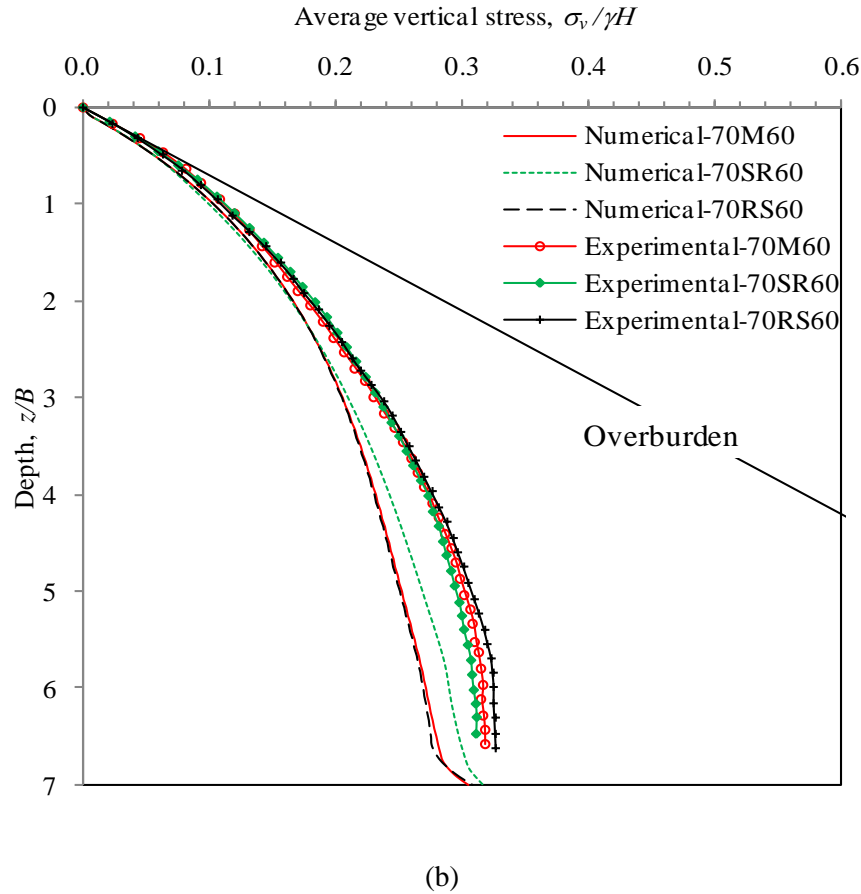 Average vertical stress, σv /γH
0.0 0.1 0.2 0.3 0.4 0.5 0.6
0
1
2
3
4
5
6
7
Depth, z/B
Numerical-70M60
Numerical-70SR60
Numerical-70RS60
Experimental-70M60
Experimental-70SR60
Experimental-70RS60
Overburden
(b)